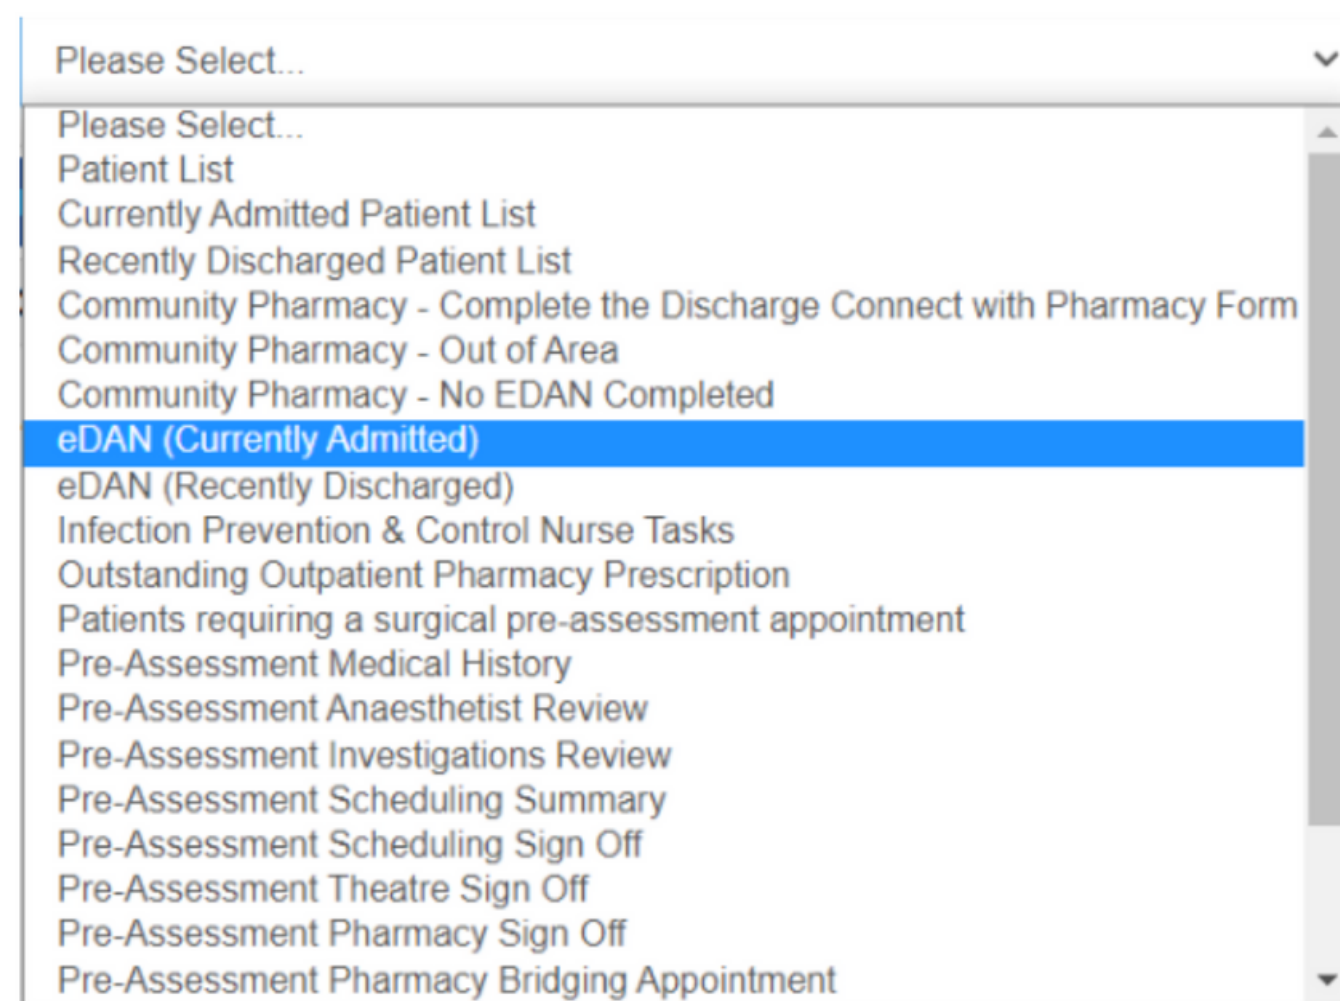 Please Select...
Please Select...
Patient List
Currently Admitted Patient List
Recently Discharged Patient List
Community Pharmacy - Complete the Discharge Connect with Pharmacy Form
Community Pharmacy - Out of Area
Community Pharmacy - No EDAN Completed
eDAN (Currently Admitted)
eDAN (Recently Discharged)
Infection Prevention & Control Nurse Tasks
Outstanding Outpatient Pharmacy Prescription
Patients requiring a surgical pre-assessment appointment
Pre-Assessment Medical History
Pre-Assessment Anaesthetist Review
Pre-Assessment Investigations Review
Pre-Assessment Scheduling Summary
Pre-Assessment Scheduling Sign Off
Pre-Assessment Theatre Sign Off
Pre-Assessment Pharmacy Sign Off
Pre-Assessment Pharmacy Bridging Appointment